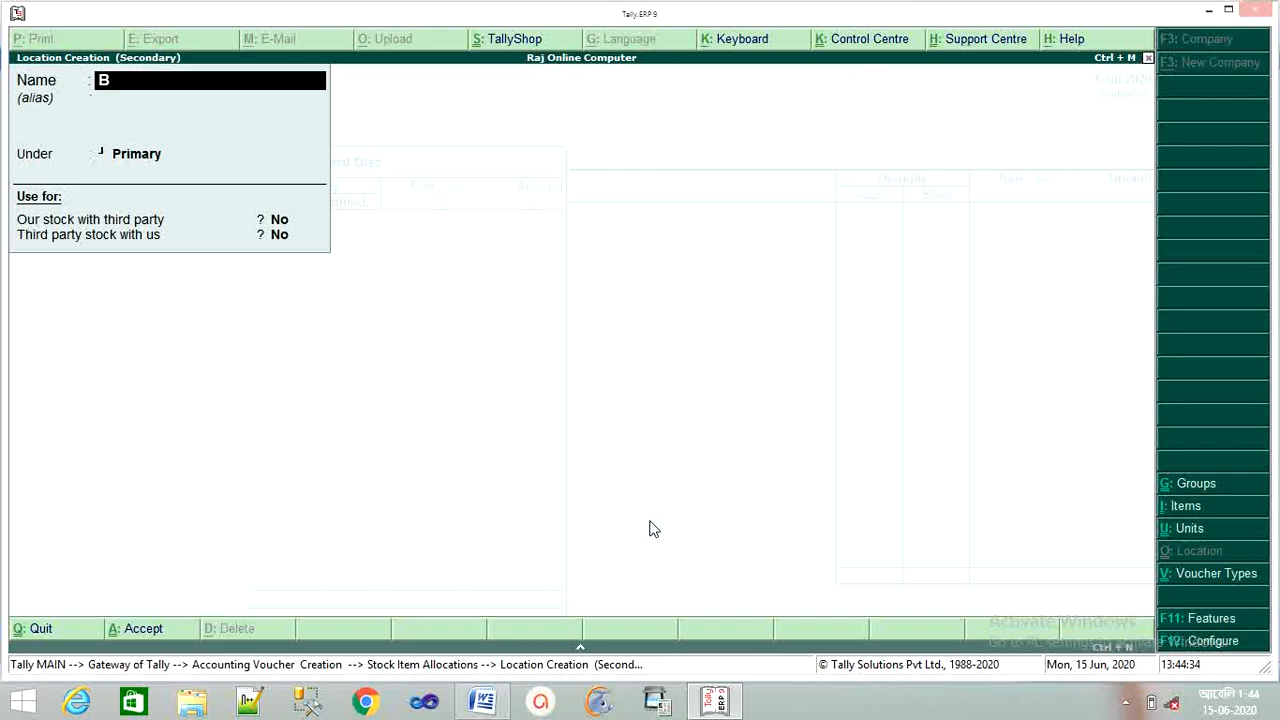 Tally.ERP 9
P: Print E: Export M: E-Mail O: Upload S: TallyShop G: Language K: Keyboard K: Control Centre H: Support Centre H: Help F3: Company
Location Creation (Secondary) Raj Online Computer Ctrl + M F3: New Company
Name : B
(alias) :
Under : Primary
Use for:
Our stock with third party ? No
Third party stock with us ? No
G: Groups
I: Items
U: Units
O: Location
V: Voucher Types
F11: Features
F12: Configure
Activate Windows
Q: Quit A: Accept D: Delete
Ctrl + N
Tally MAIN --> Gateway of Tally --> Accounting Voucher Creation --> Stock Item Allocations --> Location Creation (Second... © Tally Solutions Pvt Ltd., 1988-2020 Mon, 15 Jun, 2020 13:44:34
আবেলি 1:44
15-06-2020